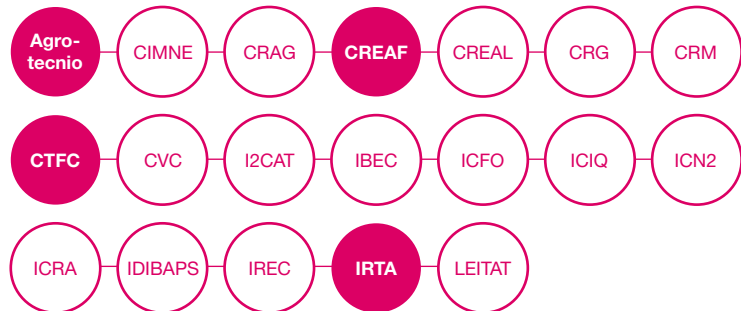 Agro-
tecnio
CIMNE
CRAG
CREAF
CREAL
CRG
CRM
CTFC
CVC
I2CAT
IBEC
ICFO
ICIQ
ICN2
ICRA
IDIBAPS
IREC
IRTA
LEITAT